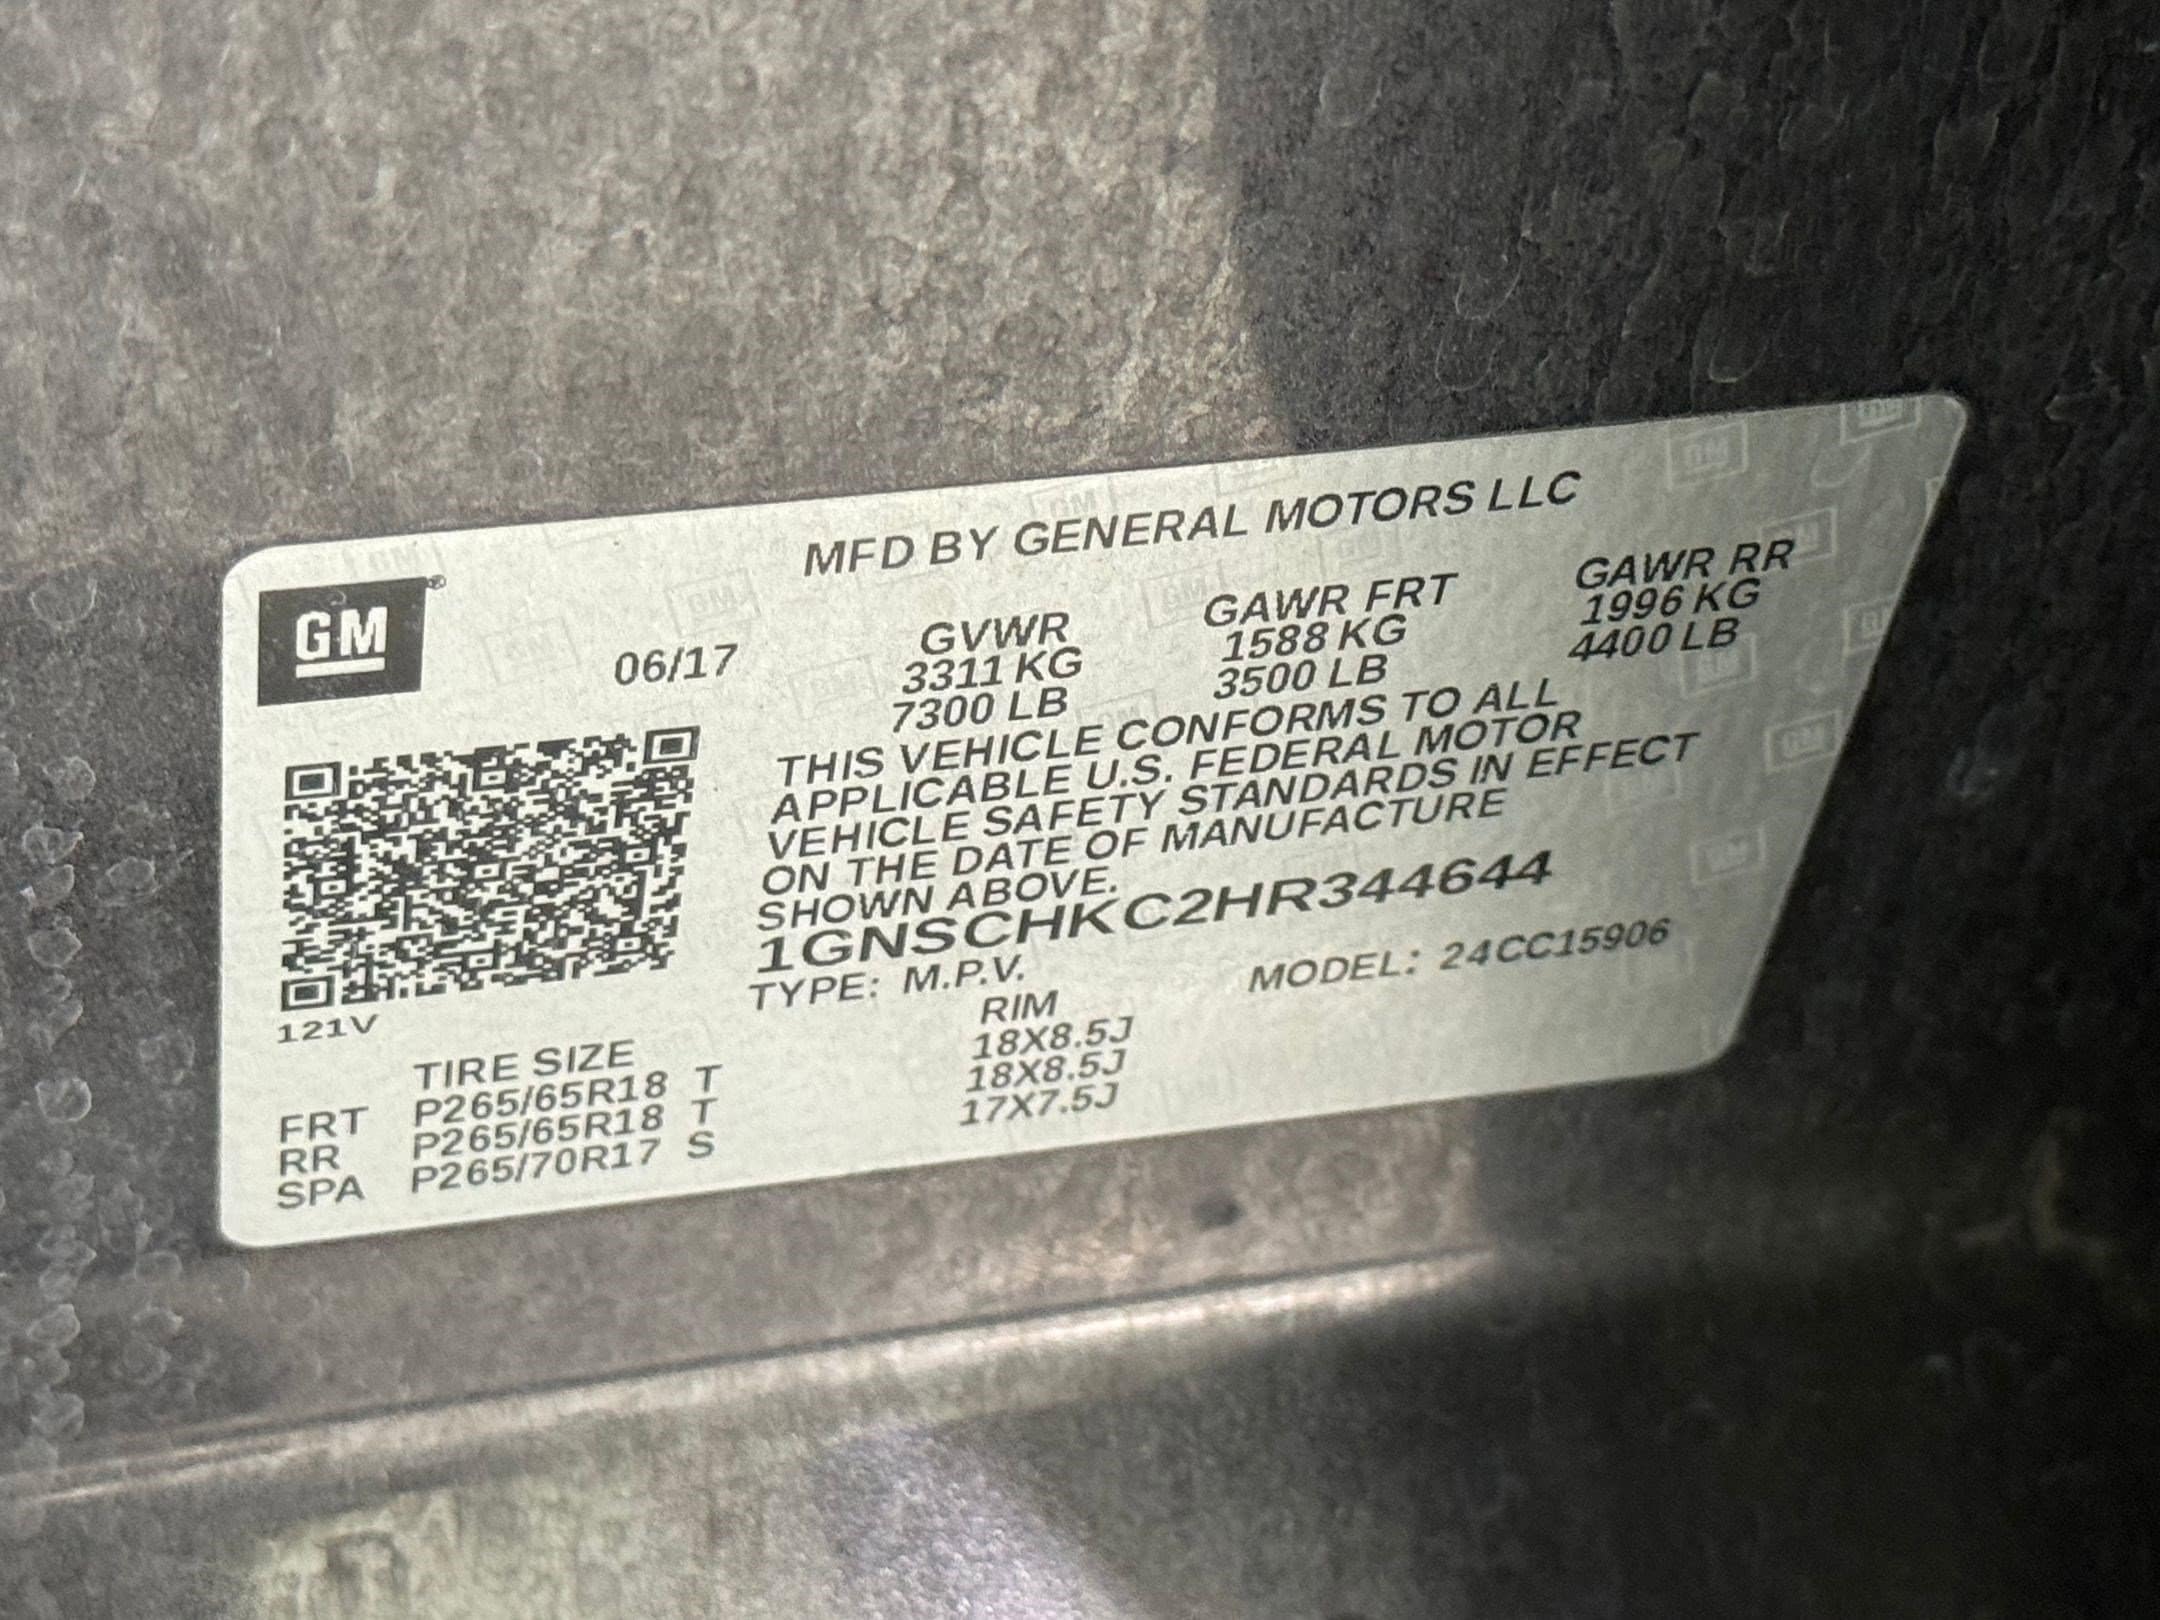 MFD BY GENERAL MOTORS LLC
GM®
06/17
GVWR GAWR FRT GAWR RR
3311 KG 1588 KG 1996 KG
7300 LB 3500 LB 4400 LB
THIS VEHICLE CONFORMS TO ALL
APPLICABLE U.S. FEDERAL MOTOR
VEHICLE SAFETY STANDARDS IN EFFECT
ON THE DATE OF MANUFACTURE
SHOWN ABOVE.
1GNSCHKC2HR344644
TYPE: M.P.V. MODEL: 24CC15906
121V
TIRE SIZE RIM
FRT P265/65R18 T 18X8.5J
RR P265/65R18 T 18X8.5J
SPA P265/70R17 S 17X7.5J